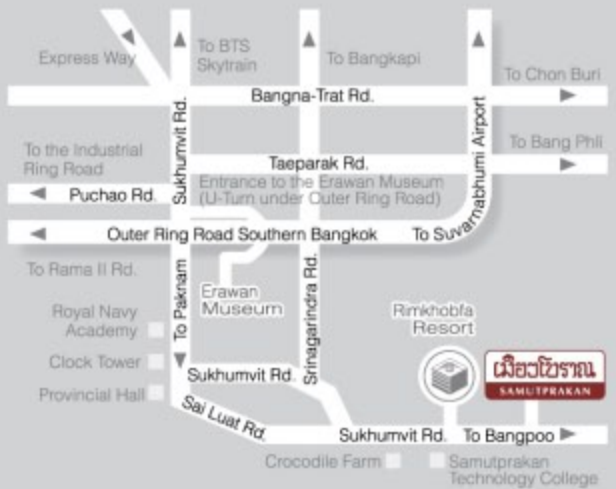 Express Way
To BTS
Skytrain
To Bangkapi
To Chon Buri
Bangna-Trat Rd.
Sukhumvit Rd.
To Bang Phli
To the Industrial
Ring Road
Taeparak Rd.
Puchao Rd.
Entrance to the Erawan Museum
(U-Turn under Outer Ring Road)
Outer Ring Road Southern Bangkok
To Suvarnabhumi Airport
To Rama II Rd.
To Paknam
Erawan
Museum
Srinagarindra Rd.
Royal Navy
Academy
Clock Tower
Provincial Hall
Rimkhobfa
Resort
เมืองโบราณ
SAMUTPRAKAN
Sukhumvit Rd.
Sai Luat Rd.
Sukhumvit Rd.
To Bangpoo
Crocodile Farm
Samutprakan
Technology College